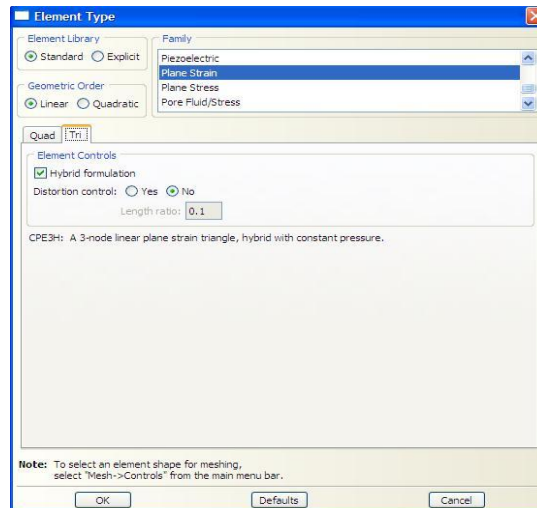 Element Type
Element Library
Standard Explicit
Geometric Order
Linear Quadratic
Family
Piezoelectric
Plane Strain
Plane Stress
Pore Fluid/Stress
Quad Tri
Element Controls
Hybrid formulation
Distortion control: Yes No
Length ratio: 0.1
CPE3H: A 3-node linear plane strain triangle, hybrid with constant pressure.
Note: To select an element shape for meshing,
select "Mesh->Controls" from the main menu bar.
OK Defaults Cancel